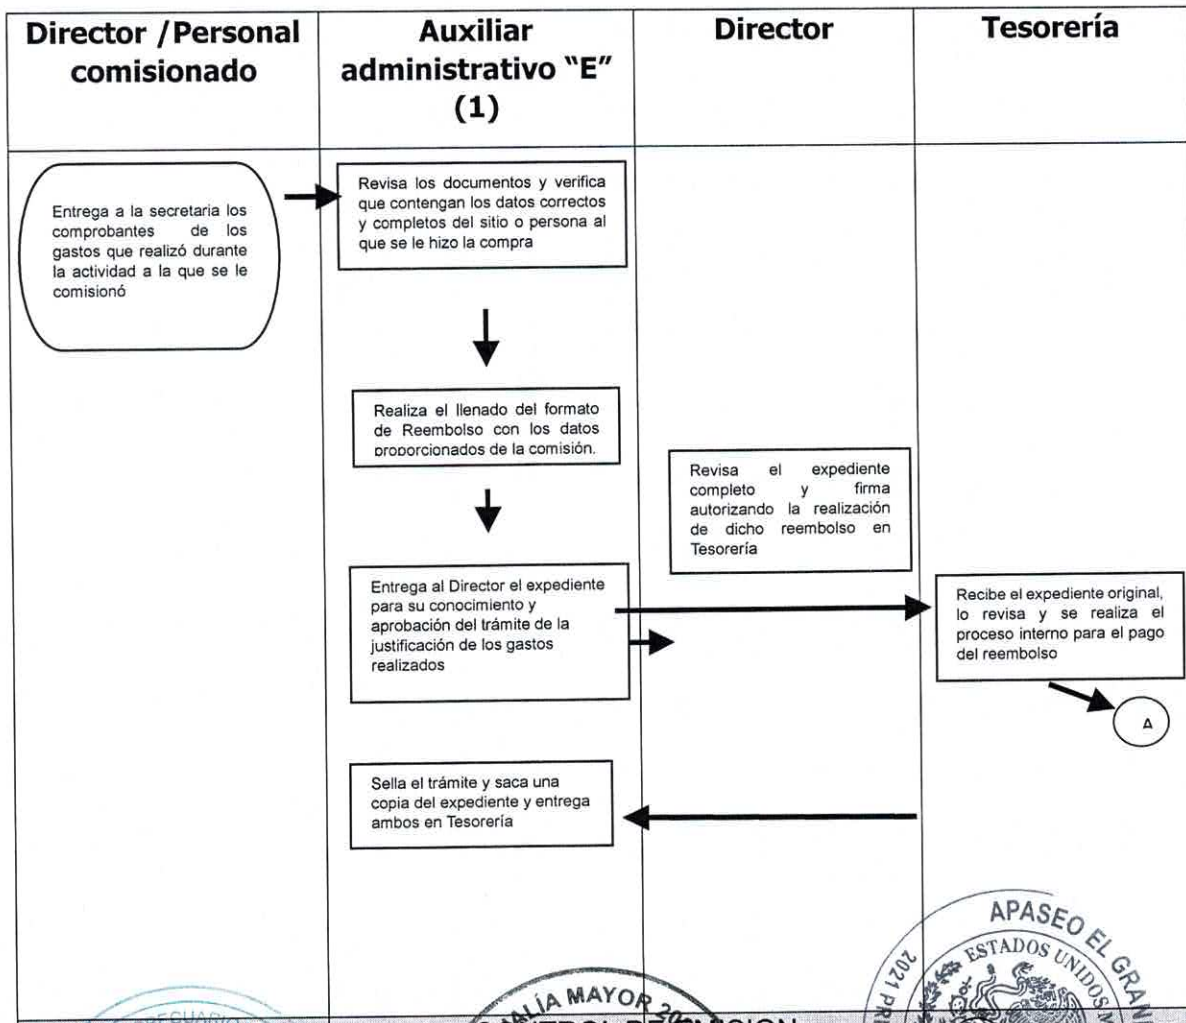 Director /Personal
comisionado
Auxiliar
administrativo “E”
(1)
Director
Tesorería
Entrega a la secretaria los
comprobantes de los
gastos que realizó durante
la actividad a la que se le
comisionó
Revisa los documentos y verifica
que contengan los datos correctos
y completos del sitio o persona al
que se le hizo la compra
Realiza el llenado del formato
de Reembolso con los datos
proporcionados de la comisión.
Revisa el expediente
completo y firma
autorizando la realización
de dicho reembolso en
Tesorería
Entrega al Director el expediente
para su conocimiento y
aprobación del trámite de la
justificación de los gastos
realizados
Recibe el expediente original,
lo revisa y se realiza el
proceso interno para el pago
del reembolso
A
Sella el trámite y saca una
copia del expediente y entrega
ambos en Tesorería
APASEO EL GRAN
ESTADOS UNIDOS M
2021
MAYOR